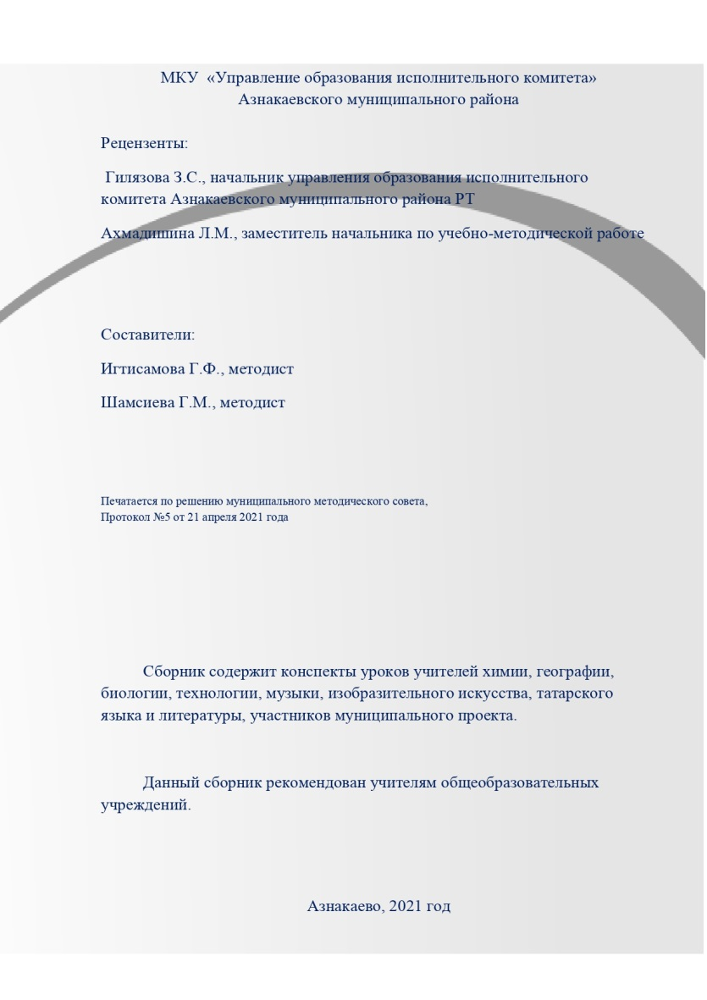 МКУ «Управление образования исполнительного комитета»
Азнакаевского муниципального района
Рецензенты:
Гилязова З.С., начальник управления образования исполнительного
комитета Азнакаевского муниципального района РТ
Ахмадишина Л.М., заместитель начальника по учебно-методической работе
Составители:
Игтисамова Г.Ф., методист
Шамсиева Г.М., методист
Печатается по решению муниципального методического совета,
Протокол №5 от 21 апреля 2021 года
Сборник содержит конспекты уроков учителей химии, географии,
биологии, технологии, музыки, изобразительного искусства, татарского
языка и литературы, участников муниципального проекта.
Данный сборник рекомендован учителям общеобразовательных
учреждений.
Азнакаево, 2021 год